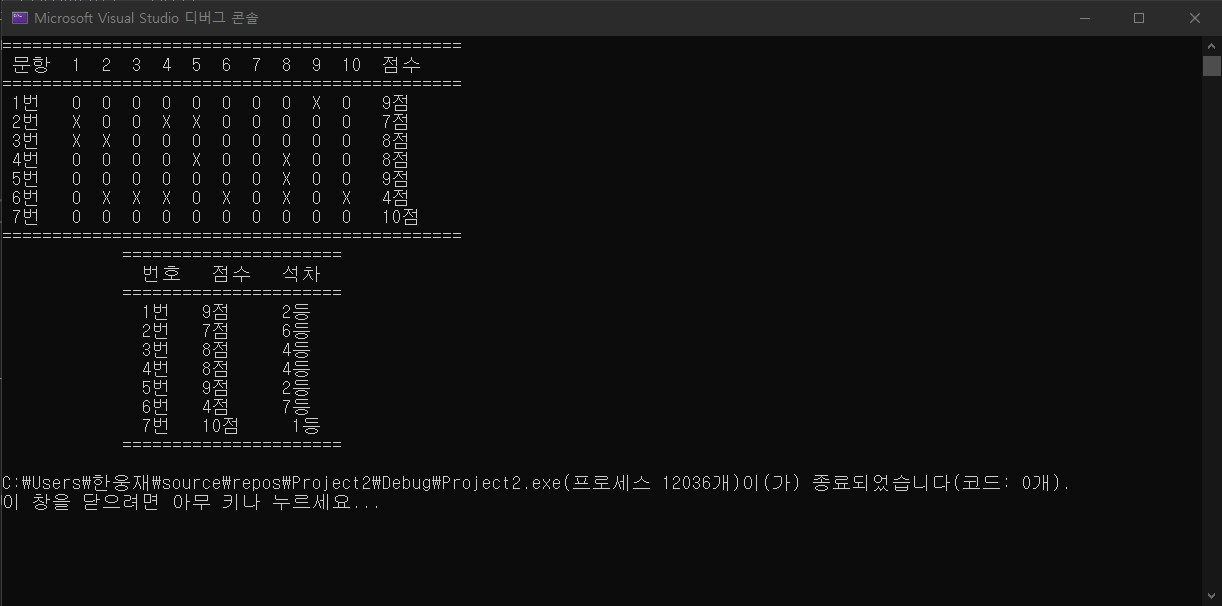 Microsoft Visual Studio 디버그 콘솔
==============================================
문항 1 2 3 4 5 6 7 8 9 10 점수
==============================================
1번 O O O O O O O O X O 9점
2번 X O O X X O O O O O 7점
3번 X X O O O O O O O O 8점
4번 O O O O X O O X O O 8점
5번 O O O O O O O X O O 9점
6번 O X X X O X O X O X 4점
7번 O O O O O O O O O O 10점
==============================================
======================
번호 점수 석차
======================
1번 9점 2등
2번 7점 6등
3번 8점 4등
4번 8점 4등
5번 9점 2등
6번 4점 7등
7번 10점 1등
======================
C:₩Users₩한웅재₩source₩repos₩Project2₩Debug₩Project2.exe(프로세스 12036개)이(가) 종료되었습니다(코드: 0개).
이 창을 닫으려면 아무 키나 누르세요...